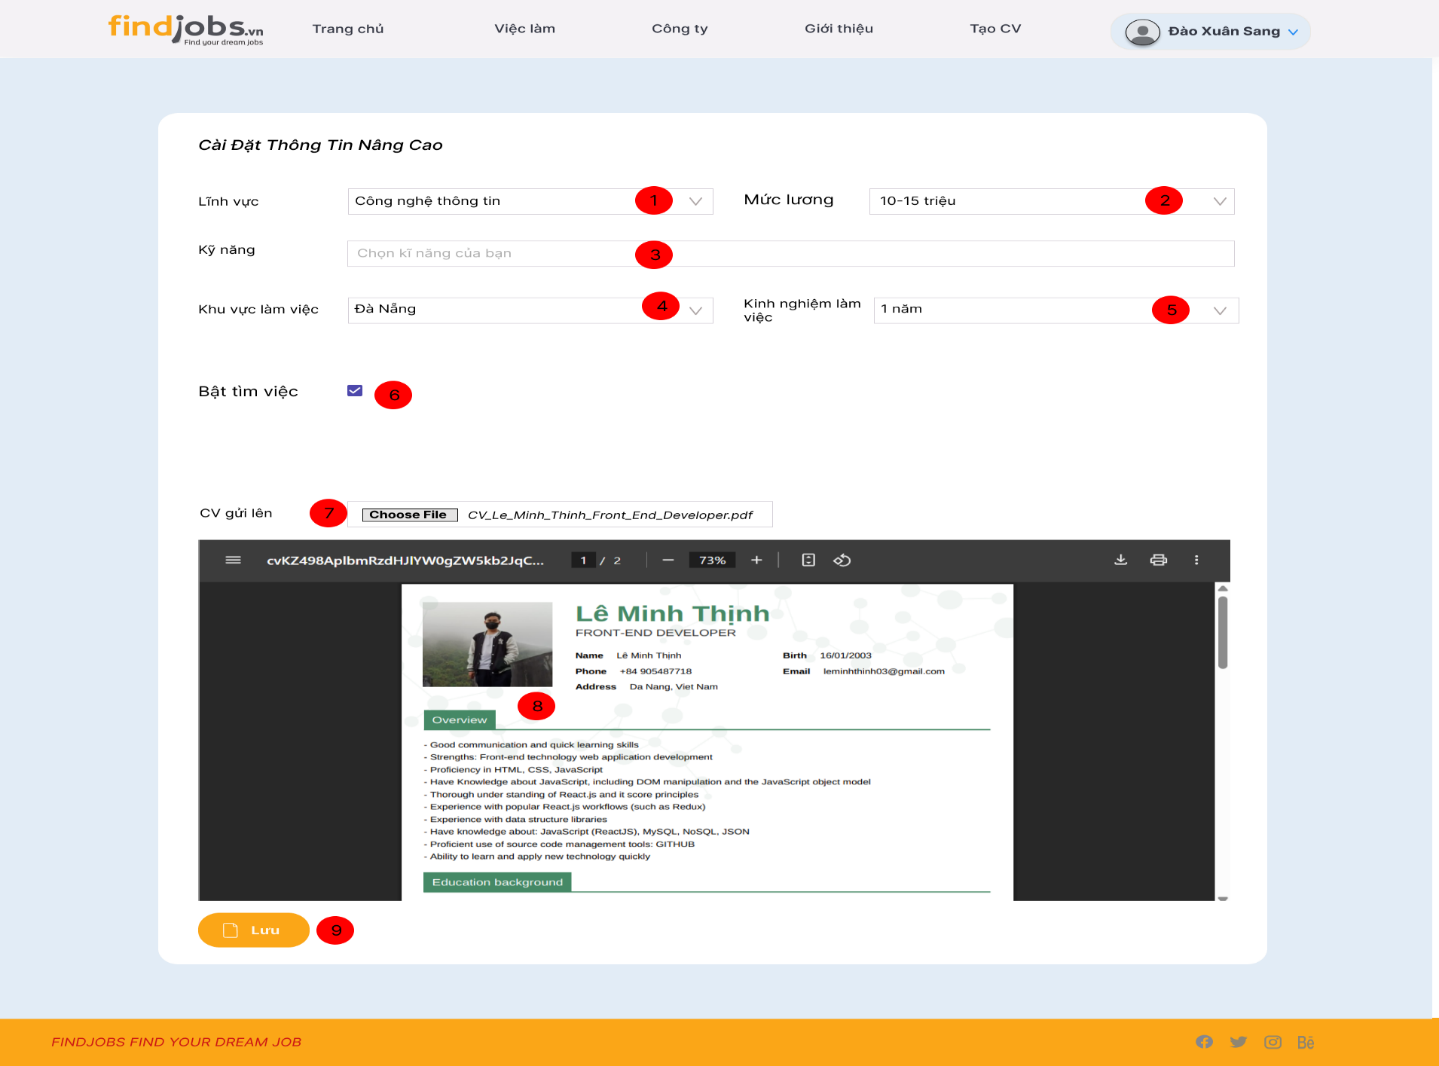 findjobs.vn
Find your dream jobs
Trang chủ
Việc làm
Công ty
Giới thiệu
Tạo CV
Đào Xuân Sang
Cài Đặt Thông Tin Nâng Cao
Lĩnh vực
Công nghệ thông tin
1
Mức lương
10-15 triệu
2
Kỹ năng
Chọn kĩ năng của bạn
3
Khu vực làm việc
Đà Nẵng
4
Kinh nghiệm làm
việc
1 năm
5
Bật tìm việc
6
CV gửi lên
7
Choose File
CV_Le_Minh_Thinh_Front_End_Developer.pdf
cvKZ498ApIbmRzdHJIYW0gZW5kb2JqC...
1 / 2
73%
Lê Minh Thịnh
FRONT-END DEVELOPER
Name Lê Minh Thịnh
Birth 16/01/2003
Phone +84 905487718
Email leminhthinh03@gmail.com
Address Da Nang, Viet Nam
8
Overview
- Good communication and quick learning skills
- Strengths: Front-end technology web application development
- Proficiency in HTML, CSS, JavaScript
- Have Knowledge about JavaScript, including DOM manipulation and the JavaScript object model
- Thorough under standing of React.js and it score principles
- Experience with popular React.js workflows (such as Redux)
- Experience with data structure libraries
- Have knowledge about: JavaScript (ReactJS), MySQL, NoSQL, JSON
- Proficient use of source code management tools: GITHUB
- Ability to learn and apply new technology quickly
Education background
Lưu
9
FINDJOBS FIND YOUR DREAM JOB
Bē